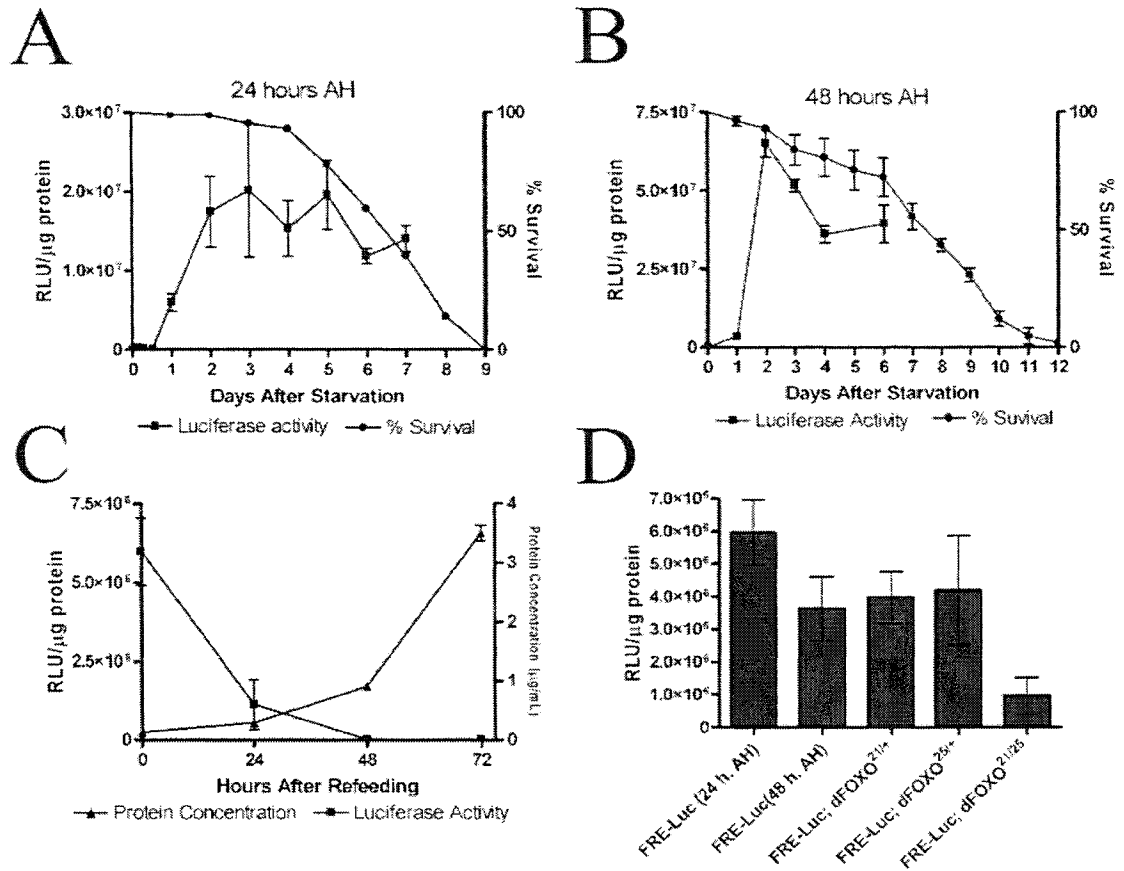 A
24 hours AH
3.0×10⁷
2.0×10⁷
1.0×10⁷
0
RLU/µg protein
100
50
0
% Survival
0 1 2 3 4 5 6 7 8 9
Days After Starvation
Luciferase activity % Survival
B
48 hours AH
7.5×10⁷
5.0×10⁷
2.5×10⁷
0
RLU/µg protein
100
50
0
% Survival
0 1 2 3 4 5 6 7 8 9 10 11 12
Days After Starvation
Luciferase Activity % Suvival
C
7.5×10⁶
5.0×10⁶
2.5×10⁶
0
RLU/µg protein
4
3
2
1
0
Protein Concentration (µg/mL)
0 24 48 72
Hours After Refeeding
Protein Concentration Luciferase Activity
D
7.0×10⁶
6.0×10⁶
5.0×10⁶
4.0×10⁶
3.0×10⁶
2.0×10⁶
1.0×10⁶
0
RLU/µg protein
FRE-Luc (24 h. AH)
FRE-Luc(48 h. AH)
FRE-Luc; dFOXO²¹/⁺
FRE-Luc; dFOXO²⁵/⁺
FRE-Luc; dFOXO²¹/²⁵